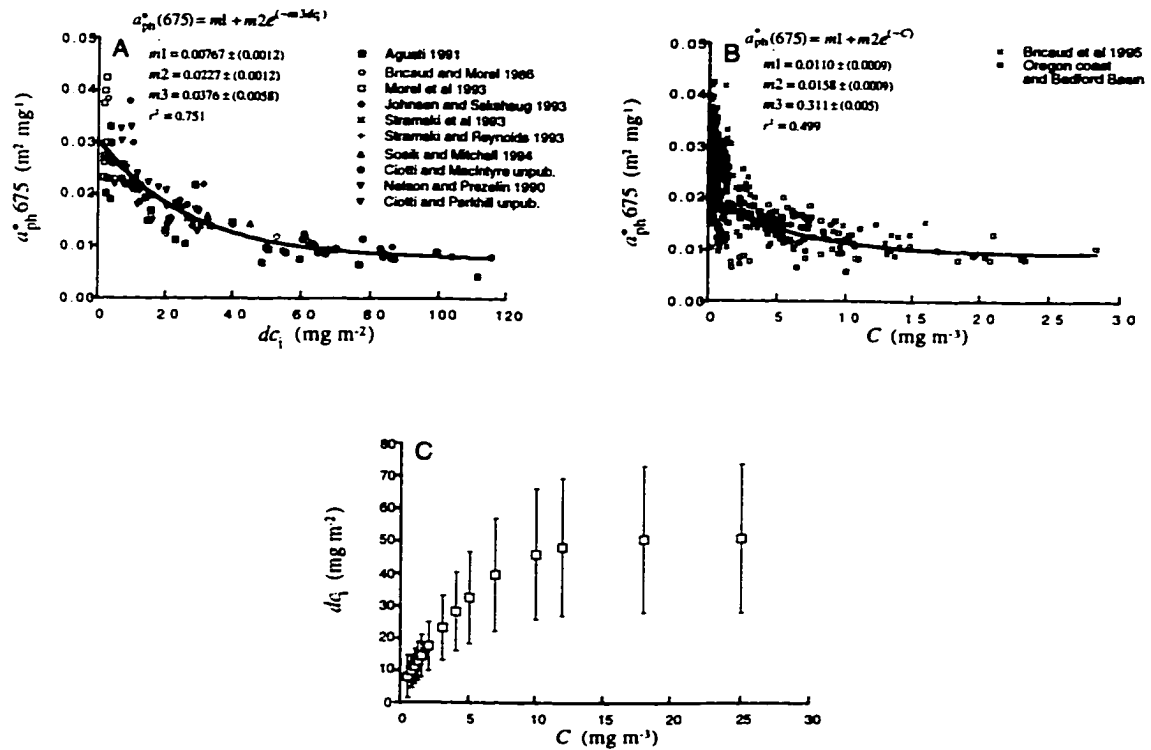 a*ph(675) = m1 + m2e^(-m3dci)
A
m1 = 0.00767 ± (0.0012)
m2 = 0.0227 ± (0.0012)
m3 = 0.0376 ± (0.0058)
r² = 0.751
Agusti 1991
Bricaud and Morel 1986
Morel et al 1993
Johnsen and Sakshaug 1993
Stramski et al 1993
Stramski and Reynolds 1993
Sosik and Mitchell 1994
Ciotti and MacIntyre unpub.
Nelson and Prezelin 1990
Ciotti and Parkhill unpub.
0.05
0.04
0.03
0.02
0.01
0.00
a*ph 675 (m² mg¹)
0 20 40 60 80 100 120
dci (mg m-2)
a*ph(675) = m1 + m2e^(-C)
B
m1 = 0.0110 ± (0.0009)
m2 = 0.0158 ± (0.0009)
m3 = 0.311 ± (0.005)
r² = 0.499
Bricaud et al 1995
Oregon coast
and Bedford Basin
0.05
0.04
0.03
0.02
0.01
0.00
a*ph 675 (m² mg¹)
0 5 10 15 20 25 30
C (mg m-3)
C
80
70
60
50
40
30
20
10
0
dci (mg m-2)
0 5 10 15 20 25 30
C (mg m-3)